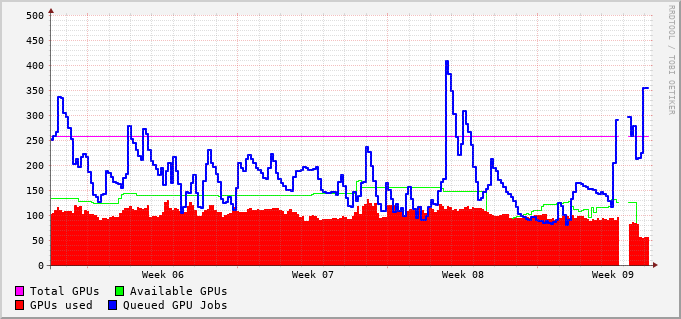 500
450
400
350
300
250
200
150
100
50
0
Week 06 Week 07 Week 08 Week 09
Total GPUs Available GPUs
GPUs used Queued GPU Jobs
RRDTOOL / TOBI OETIKER